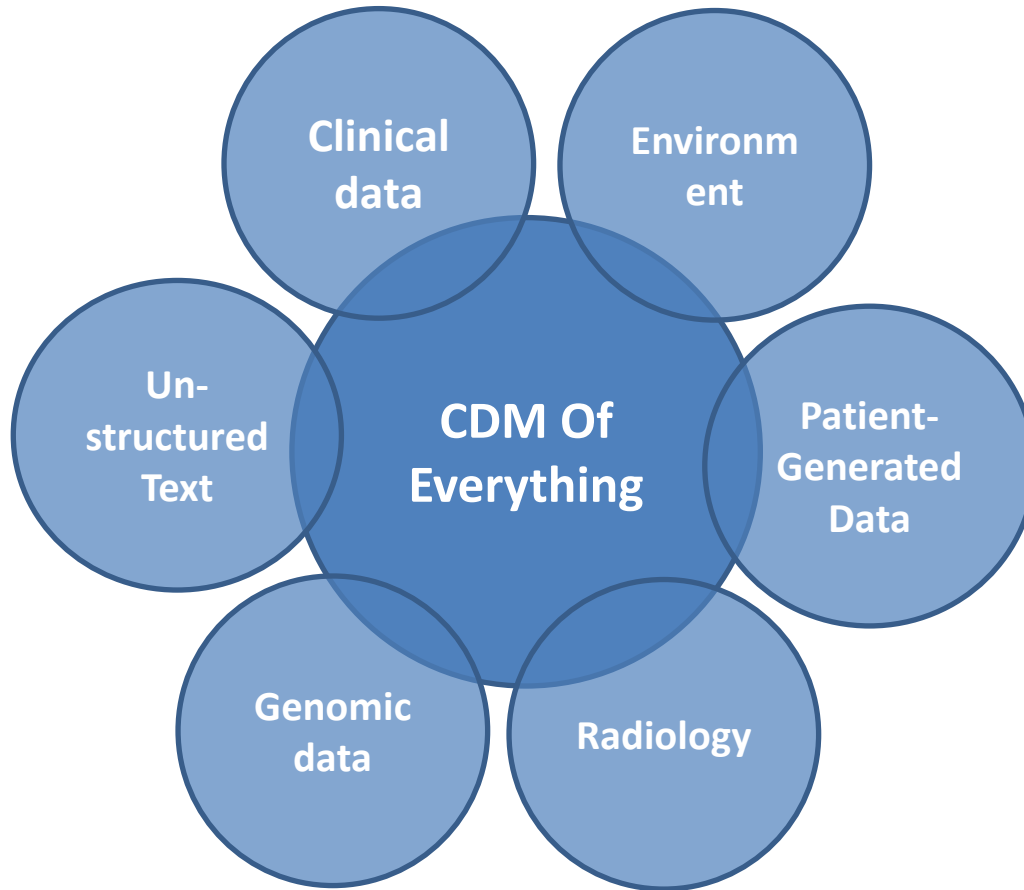 Clinical
data
Environm
ent
Un-
structured
Text
CDM Of
Everything
Patient-
Generated
Data
Genomic
data
Radiology